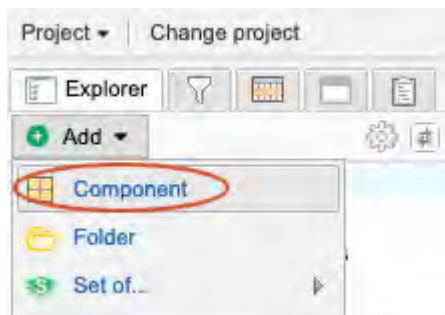 Project Change project
Explorer
Add
Component
Folder
Set of...